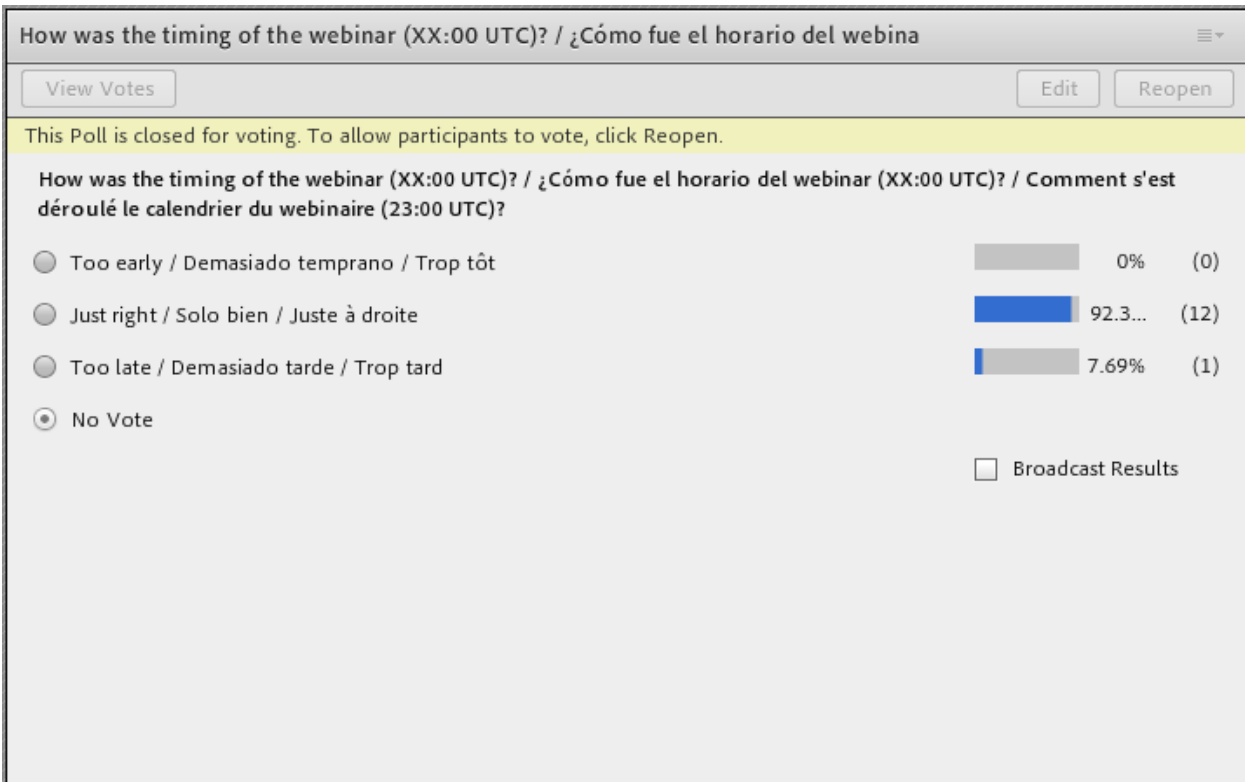 How was the timing of the webinar (XX:00 UTC)? / ¿Cómo fue el horario del webina
View Votes Edit Reopen
This Poll is closed for voting. To allow participants to vote, click Reopen.
How was the timing of the webinar (XX:00 UTC)? / ¿Cómo fue el horario del webinar (XX:00 UTC)? / Comment s'est
déroulé le calendrier du webinaire (23:00 UTC)?
Too early / Demasiado temprano / Trop tôt 0% (0)
Just right / Solo bien / Juste à droite 92.3... (12)
Too late / Demasiado tarde / Trop tard 7.69% (1)
No Vote
Broadcast Results